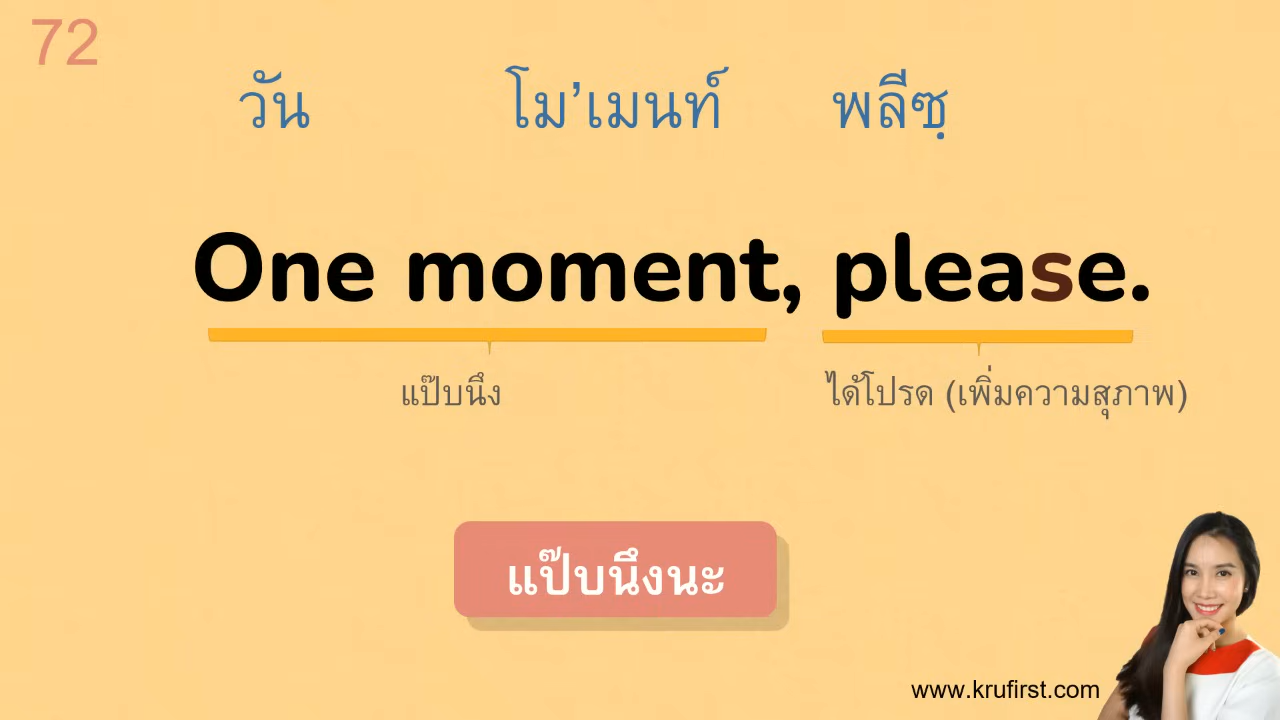 72
วัน โม’เมนท์ พลีซฺ
One moment, please.
แป๊บนึง ได้โปรด (เพิ่มความสุภาพ)
แป๊บนึงนะ
www.krufirst.com